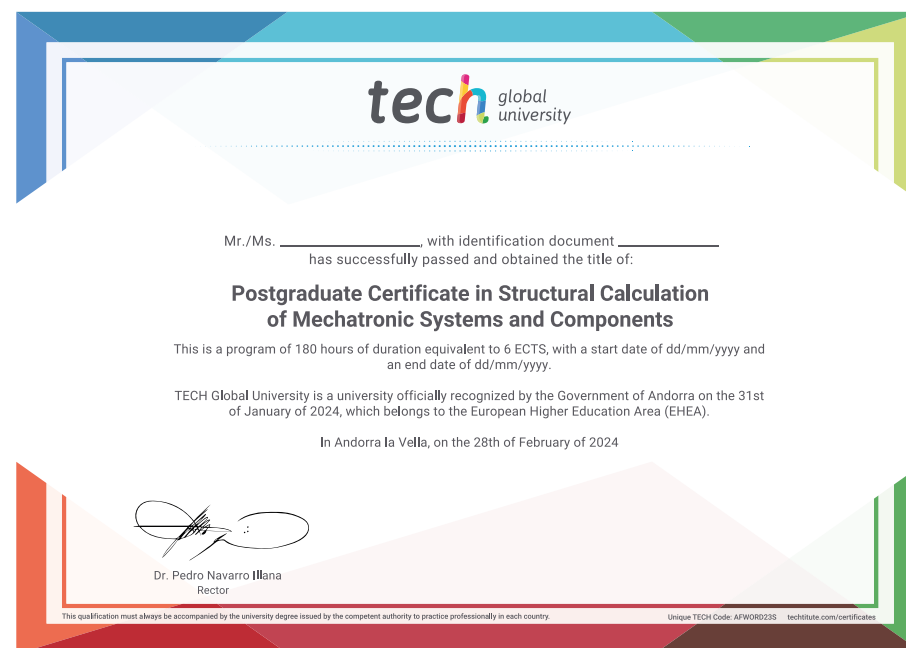 tech global
university
Mr./Ms. ____________, with identification document ____________
has successfully passed and obtained the title of:
Postgraduate Certificate in Structural Calculation
of Mechatronic Systems and Components
This is a program of 180 hours of duration equivalent to 6 ECTS, with a start date of dd/mm/yyyy and
an end date of dd/mm/yyyy.
TECH Global University is a university officially recognized by the Government of Andorra on the 31st
of January of 2024, which belongs to the European Higher Education Area (EHEA).
In Andorra la Vella, on the 28th of February of 2024
Dr. Pedro Navarro Illana
Rector
This qualification must always be accompanied by the university degree issued by the competent authority to practice professionally in each country.
Unique TECH Code: AFWORD23S techtitute.com/certificates